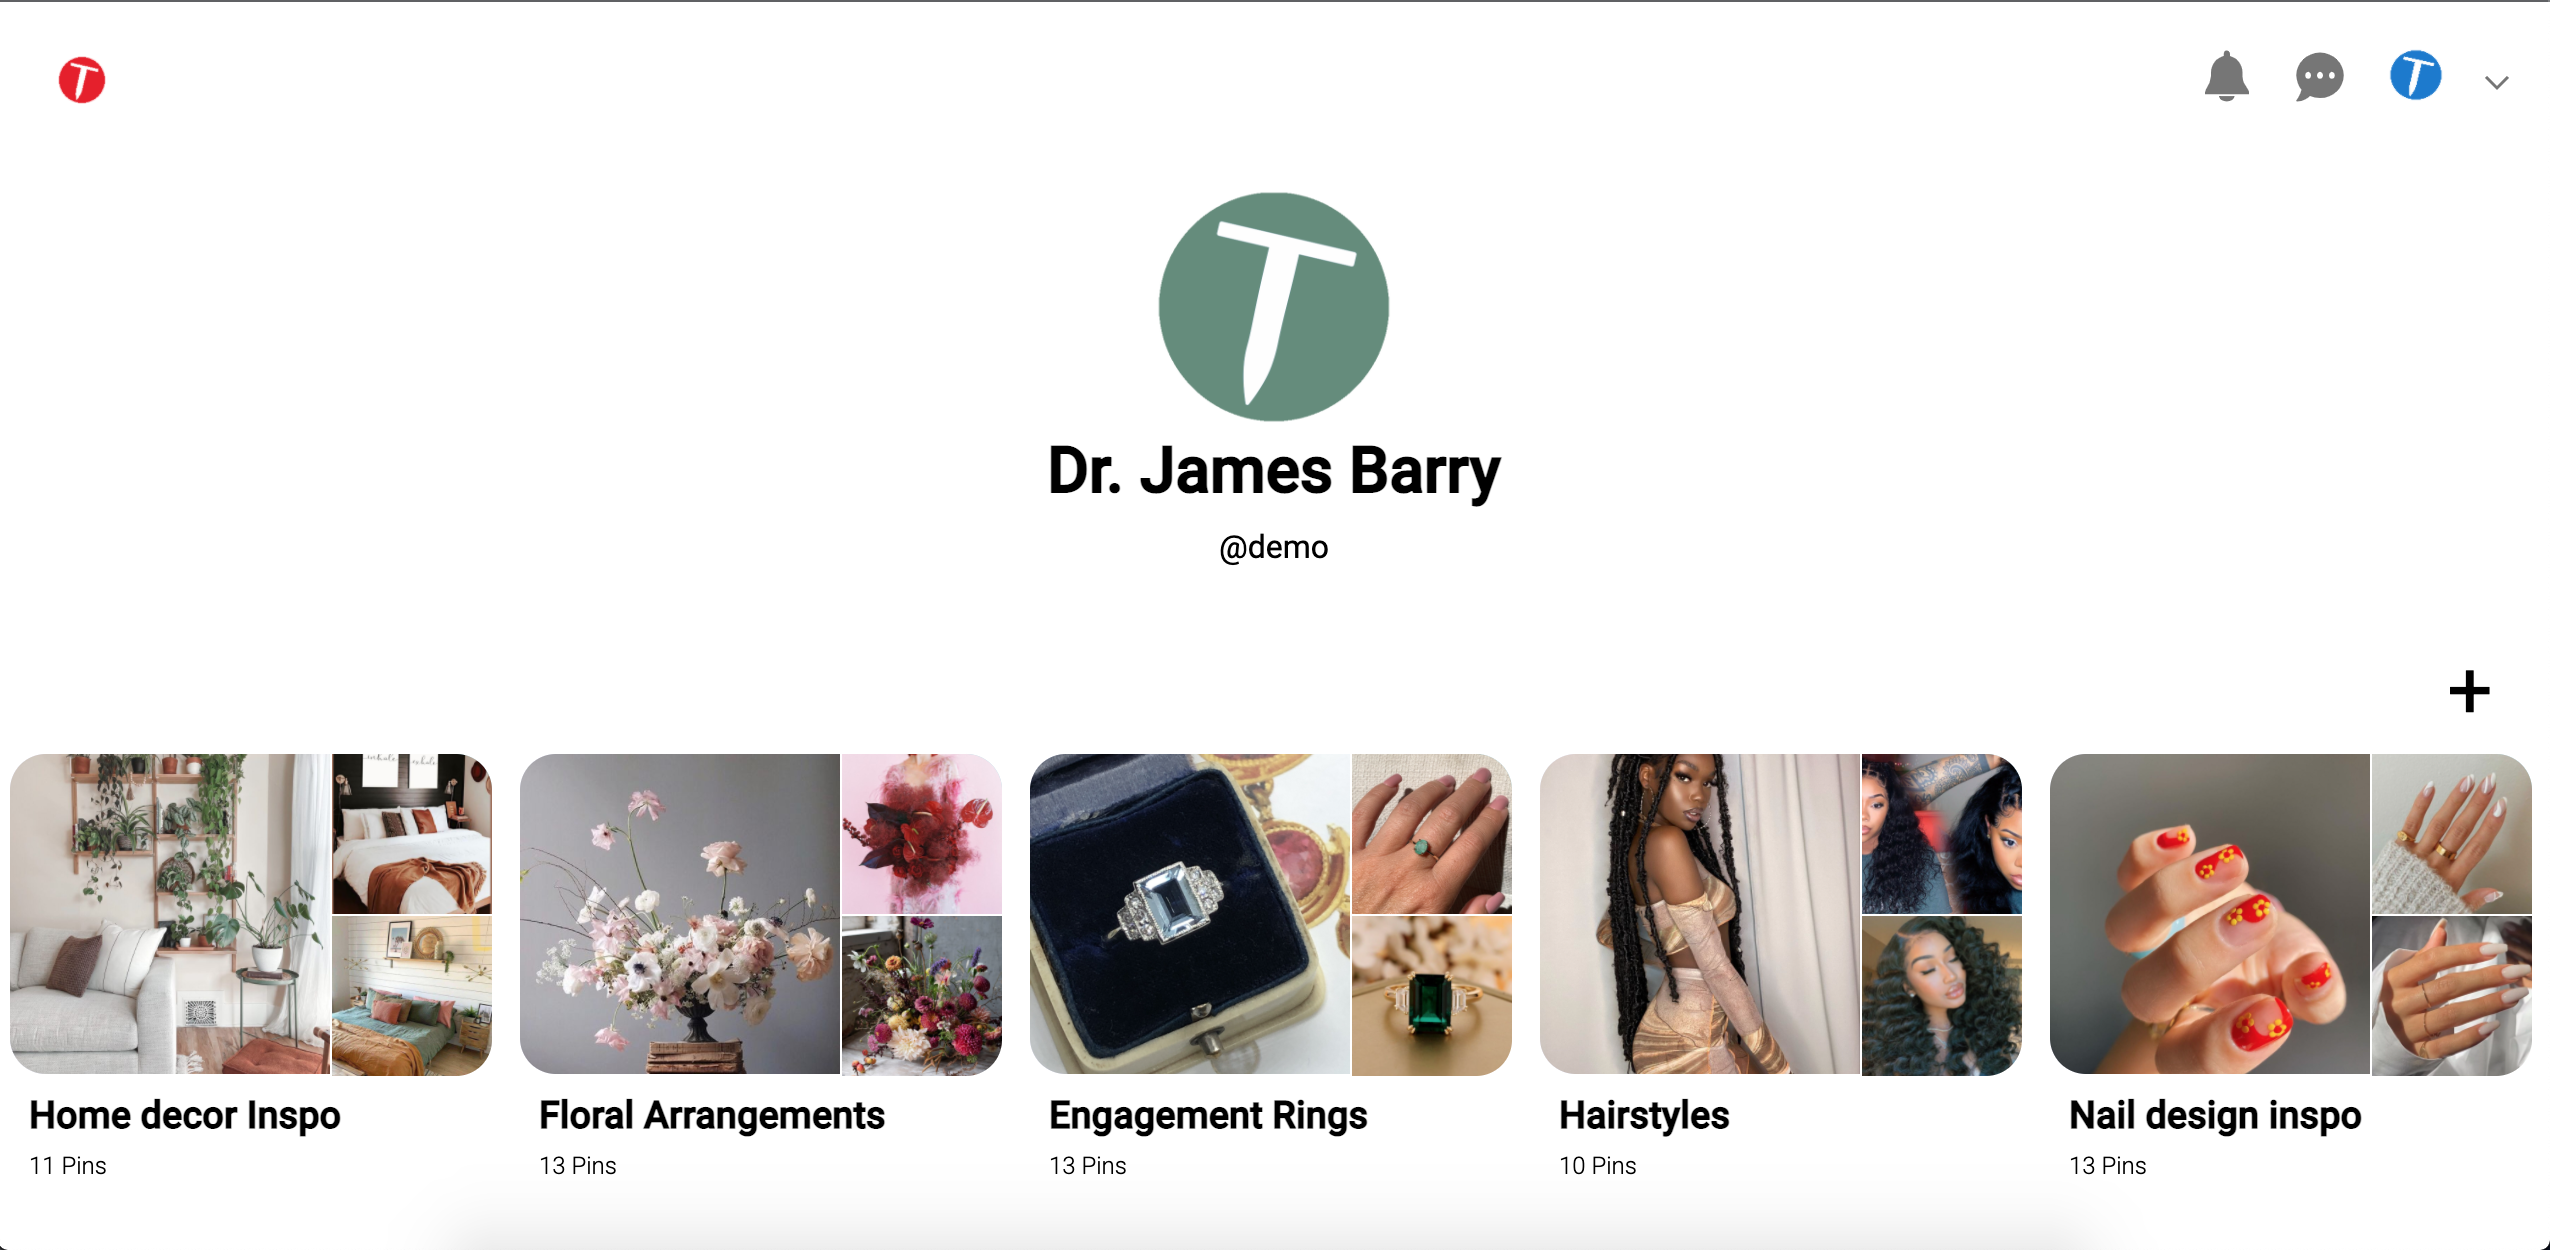 Dr. James Barry
@demo
Home decor Inspo
11 Pins
Floral Arrangements
13 Pins
Engagement Rings
13 Pins
Hairstyles
10 Pins
Nail design inspo
13 Pins